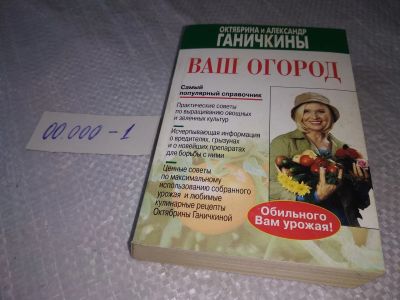 ОКТЯБРИНА и АЛЕКСАНДР
ГАНИЧКИНЫ
ВАШ ОГОРОД
Самый
популярный справочник
Практические советы
по выращиванию овощных
и зеленных культур
Исчерпывающая информация
о вредителях, грызунах
и о новейших препаратах
для борьбы с ними
Ценные советы
по максимальному
использованию собранного
урожая и любимые
кулинарные рецепты
Октябрины Ганичкиной
Обильного
Вам урожая!
00 000-1